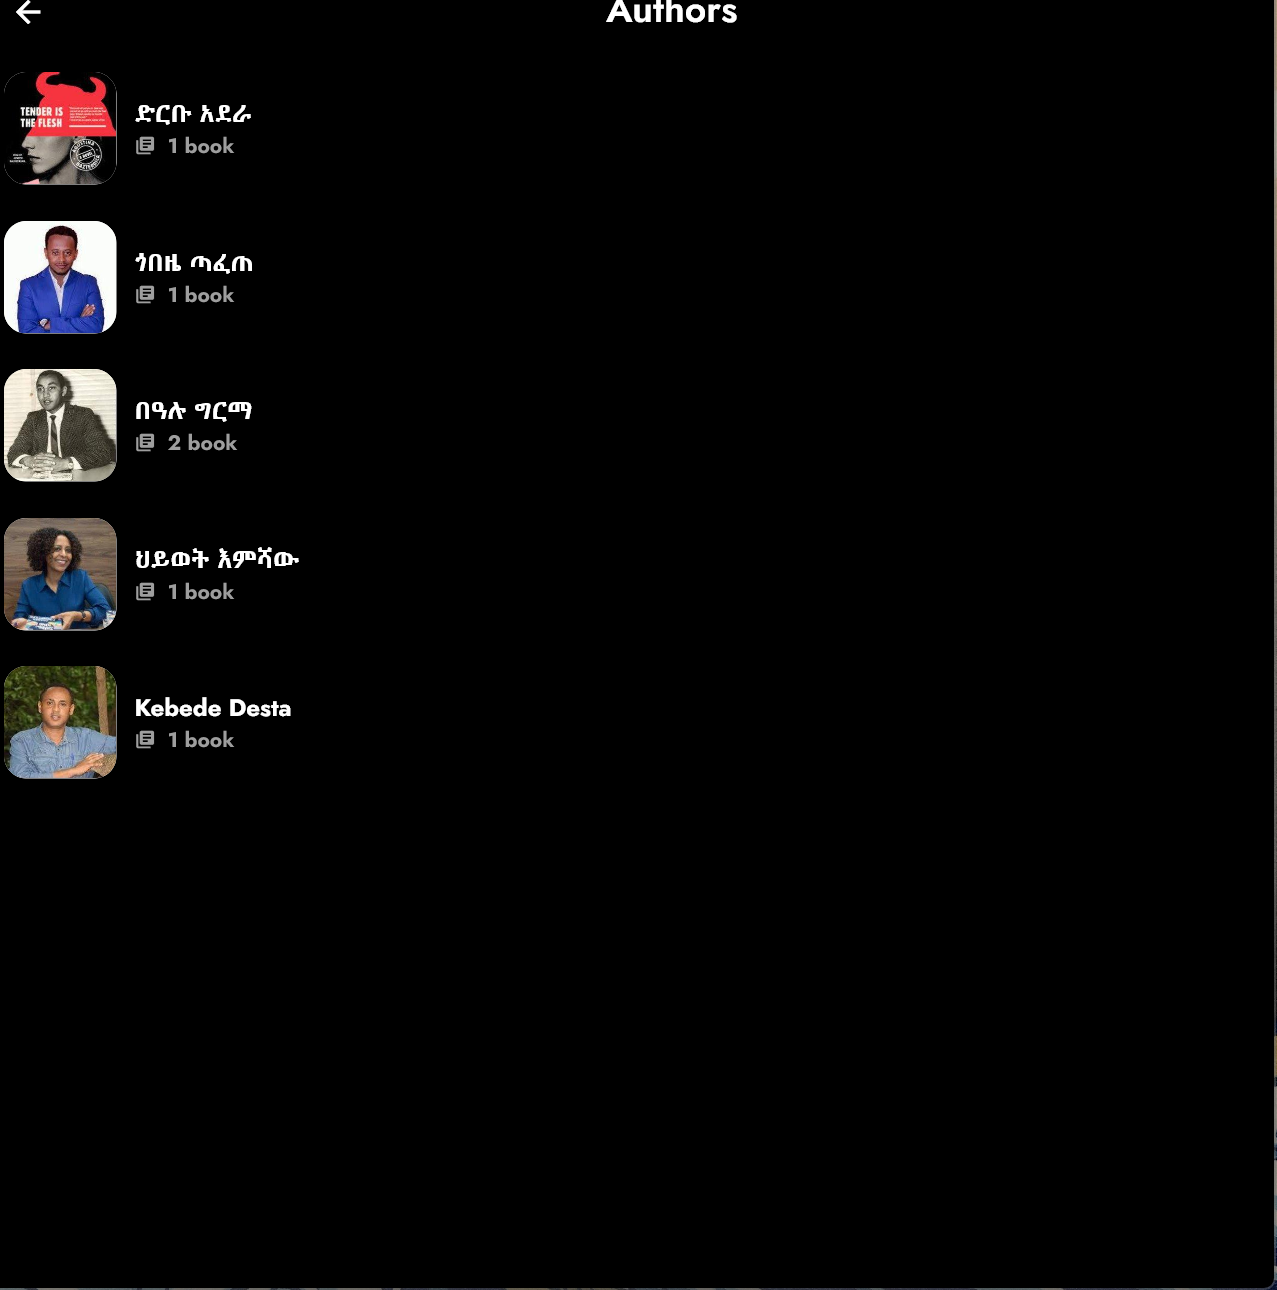 Authors
TENDER IS
THE FLESH
ድርቡ አደራ
1 book
ጎበዜ ጣፈጠ
1 book
በዓሉ ግርማ
2 book
ህይወት እምሻው
1 book
Kebede Desta
1 book